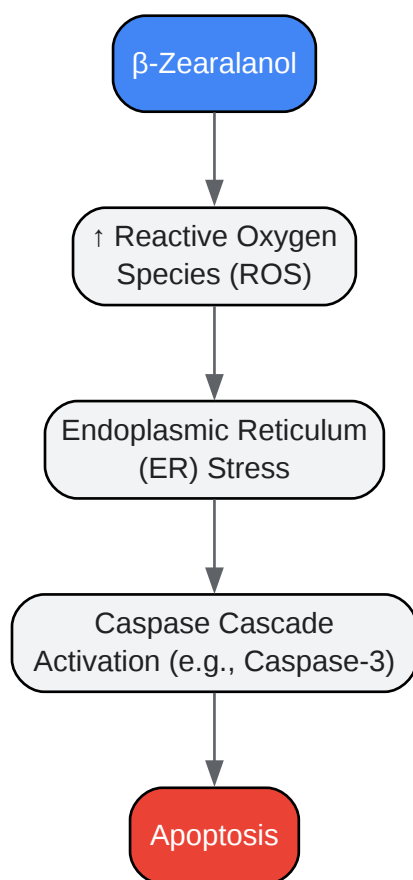 β-Zearalanol
↑ Reactive Oxygen
Species (ROS)
Endoplasmic Reticulum
(ER) Stress
Caspase Cascade
Activation (e.g., Caspase-3)
Apoptosis